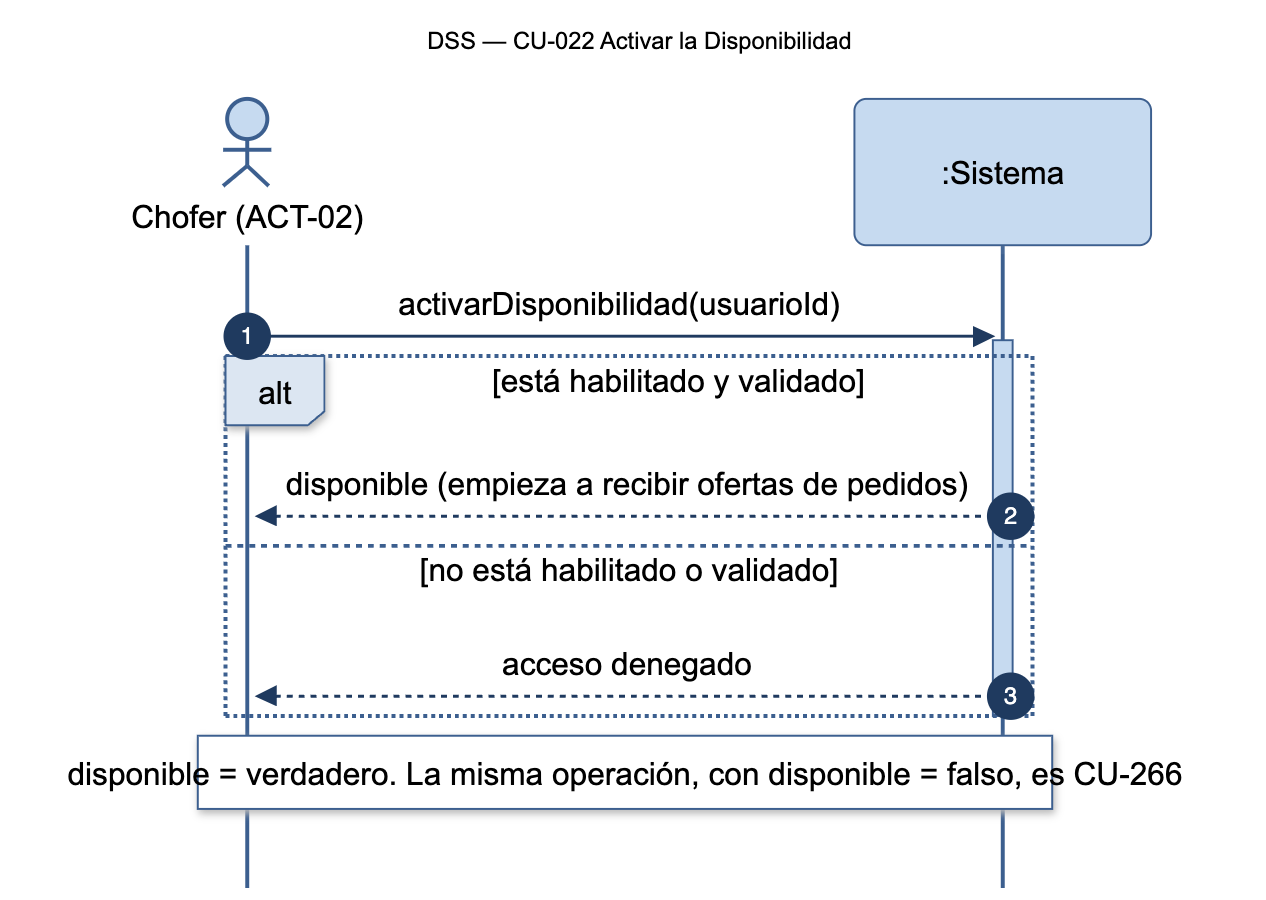 DSS — CU-022 Activar la Disponibilidad
Chofer (ACT-02)
:Sistema
activarDisponibilidad(usuarioId)
1
alt
[está habilitado y validado]
disponible (empieza a recibir ofertas de pedidos)
2
[no está habilitado o validado]
acceso denegado
3
disponible = verdadero. La misma operación, con disponible = falso, es CU-266